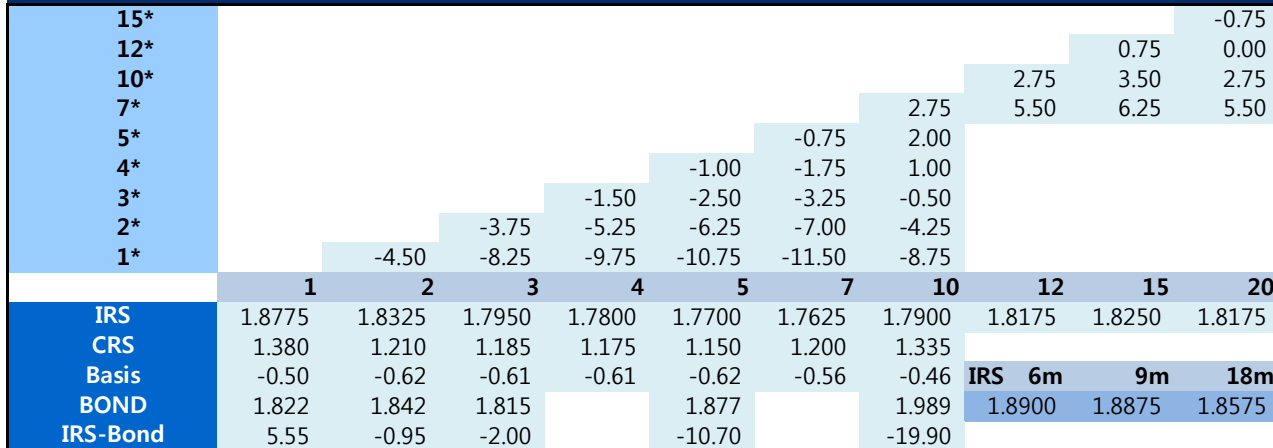 15* -0.75
12* 0.75 0.00
10* 2.75 3.50 2.75
7* 2.75 5.50 6.25 5.50
5* -0.75 2.00
4* -1.00 -1.75 1.00
3* -1.50 -2.50 -3.25 -0.50
2* -3.75 -5.25 -6.25 -7.00 -4.25
1* -4.50 -8.25 -9.75 -10.75 -11.50 -8.75
1 2 3 4 5 7 10 12 15 20
IRS 1.8775 1.8325 1.7950 1.7800 1.7700 1.7625 1.7900 1.8175 1.8250 1.8175
CRS 1.380 1.210 1.185 1.175 1.150 1.200 1.335
Basis -0.50 -0.62 -0.61 -0.61 -0.62 -0.56 -0.46 IRS 6m 9m 18m
BOND 1.822 1.842 1.815 1.877 1.989 1.8900 1.8875 1.8575
IRS-Bond 5.55 -0.95 -2.00 -10.70 -19.90